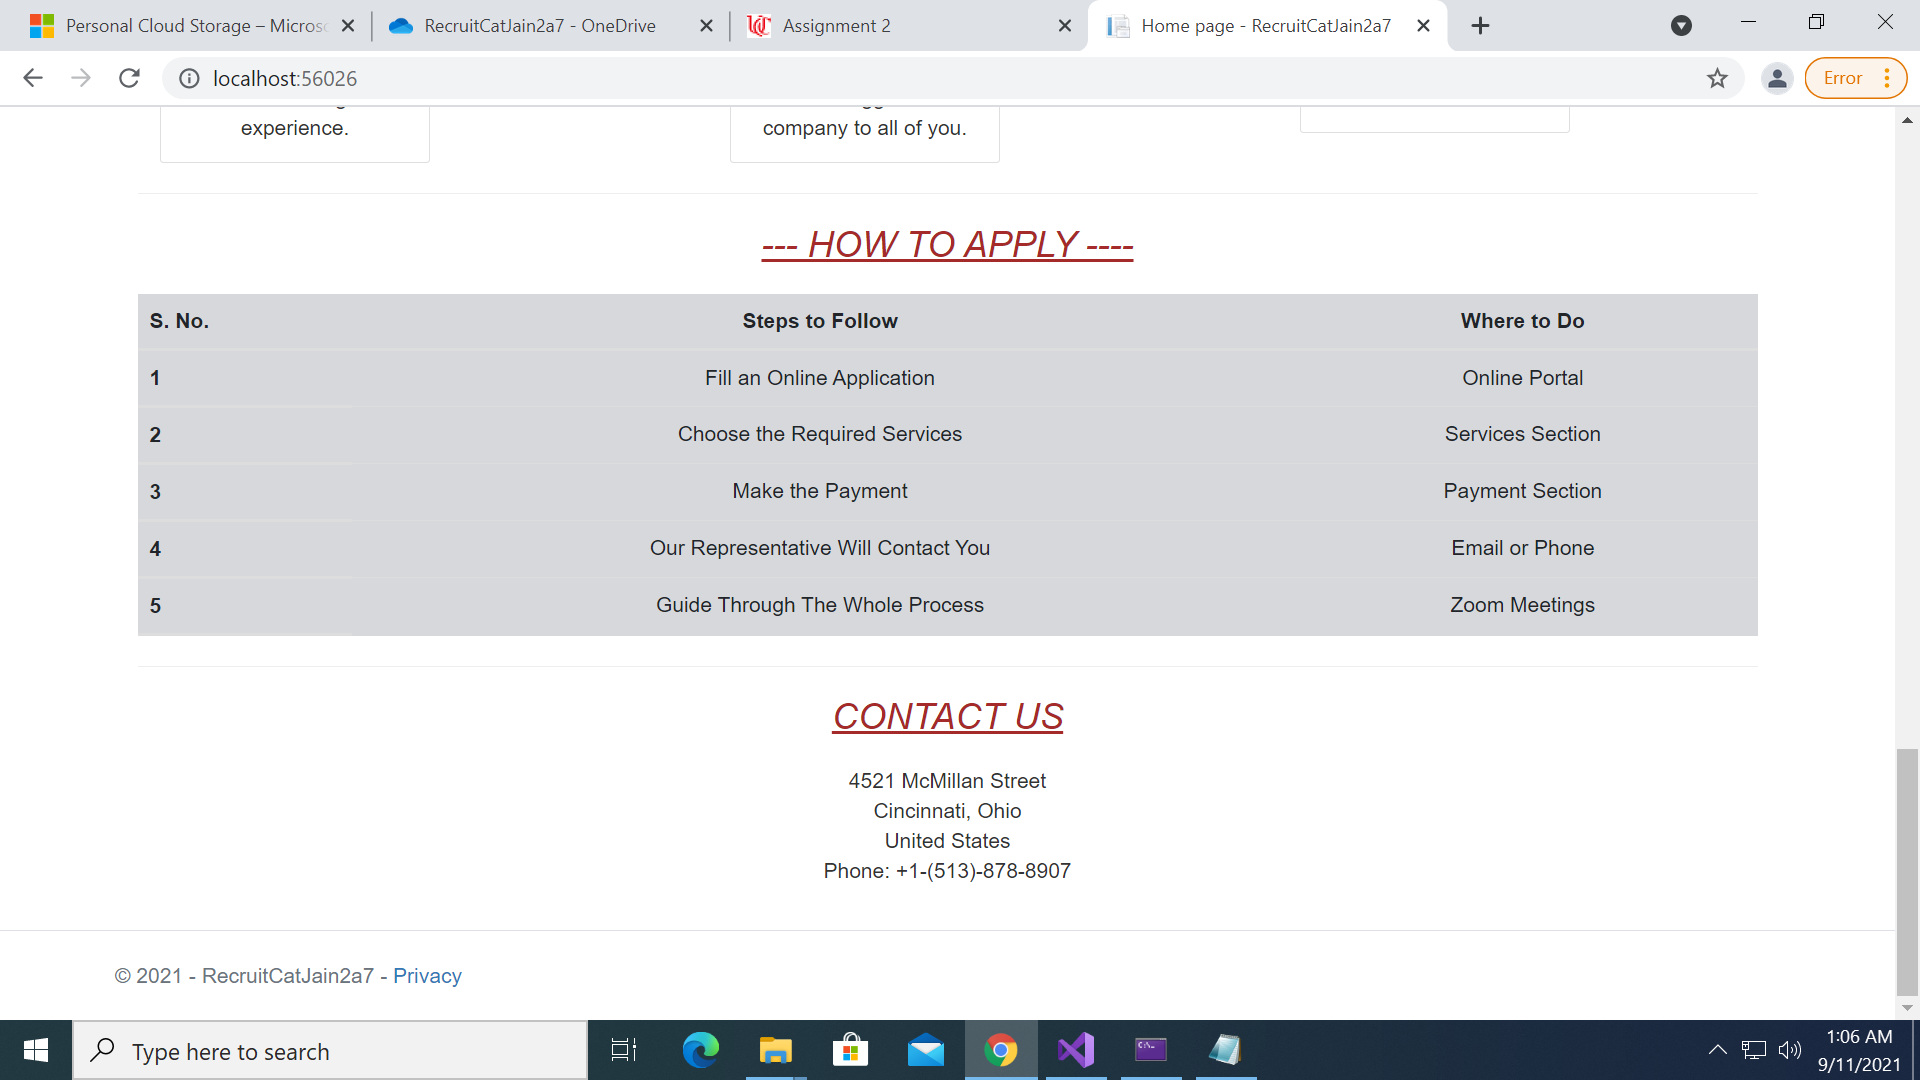 Personal Cloud Storage – Micros
RecruitCatJain2a7 - OneDrive
Assignment 2
Home page - RecruitCatJain2a7
localhost:56026
Error
experience.
company to all of you.
--- HOW TO APPLY ----
S. No. Steps to Follow Where to Do
1 Fill an Online Application Online Portal
2 Choose the Required Services Services Section
3 Make the Payment Payment Section
4 Our Representative Will Contact You Email or Phone
5 Guide Through The Whole Process Zoom Meetings
CONTACT US
4521 McMillan Street
Cincinnati, Ohio
United States
Phone: +1-(513)-878-8907
© 2021 - RecruitCatJain2a7 - Privacy
Type here to search
1:06 AM
9/11/2021